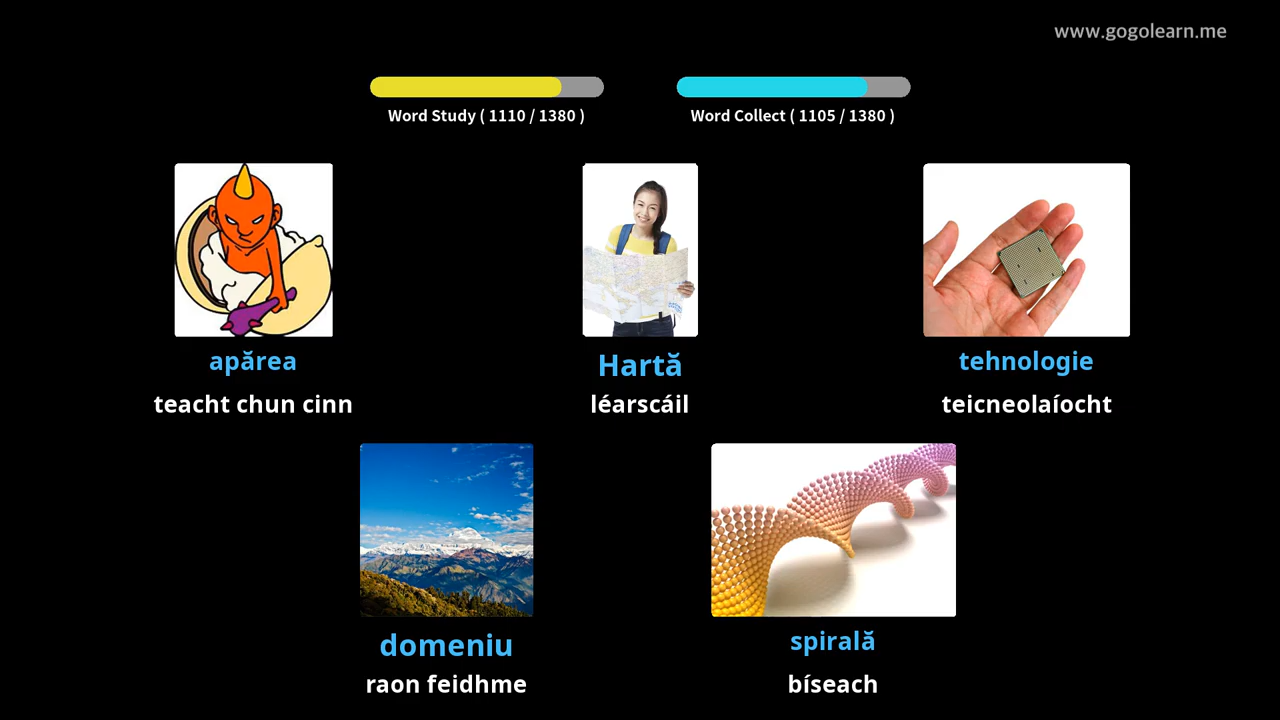 www.gogolearn.me
Word Study ( 1110 / 1380 )
Word Collect ( 1105 / 1380 )
apărea
Hartă
tehnologie
teacht chun cinn
léarscáil
teicneolaíocht
domeniu
spirală
raon feidhme
bíseach